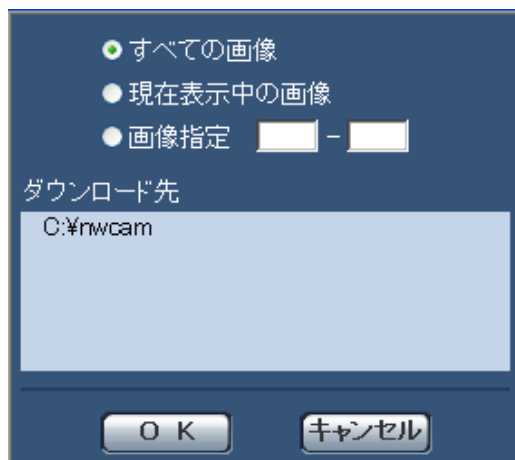 すべての画像
現在表示中の画像
画像指定 －
ダウンロード先
C:¥nwcam
ＯＫ キャンセル